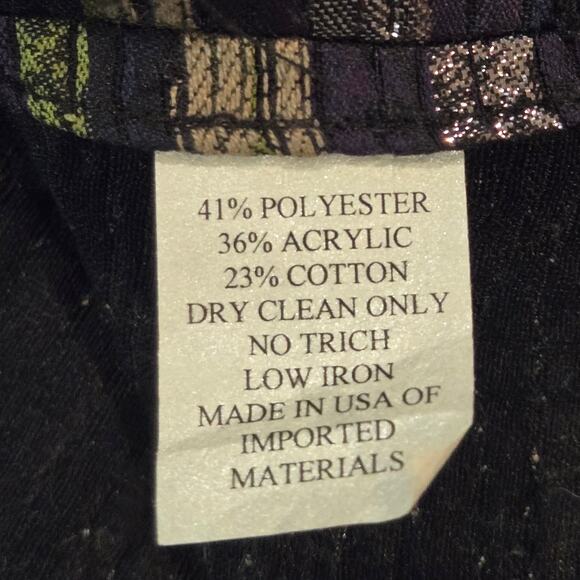 41% POLYESTER
36% ACRYLIC
23% COTTON
DRY CLEAN ONLY
NO TRICH
LOW IRON
MADE IN USA OF
IMPORTED
MATERIALS